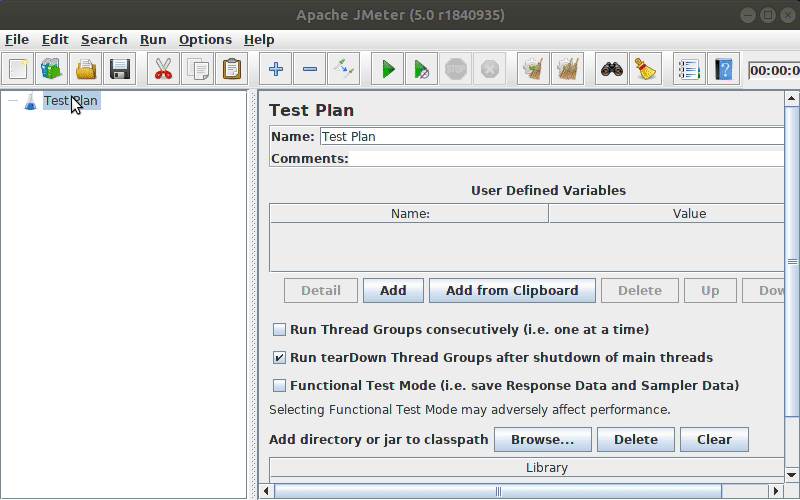 Apache JMeter (5.0 r1840935)
File Edit Search Run Options Help
STOP
00:00:0
Test Plan
Test Plan
Name: Test Plan
Comments:
User Defined Variables
Name: Value
Detail Add Add from Clipboard Delete Up Dow
Run Thread Groups consecutively (i.e. one at a time)
Run tearDown Thread Groups after shutdown of main threads
Functional Test Mode (i.e. save Response Data and Sampler Data)
Selecting Functional Test Mode may adversely affect performance.
Add directory or jar to classpath Browse... Delete Clear
Library